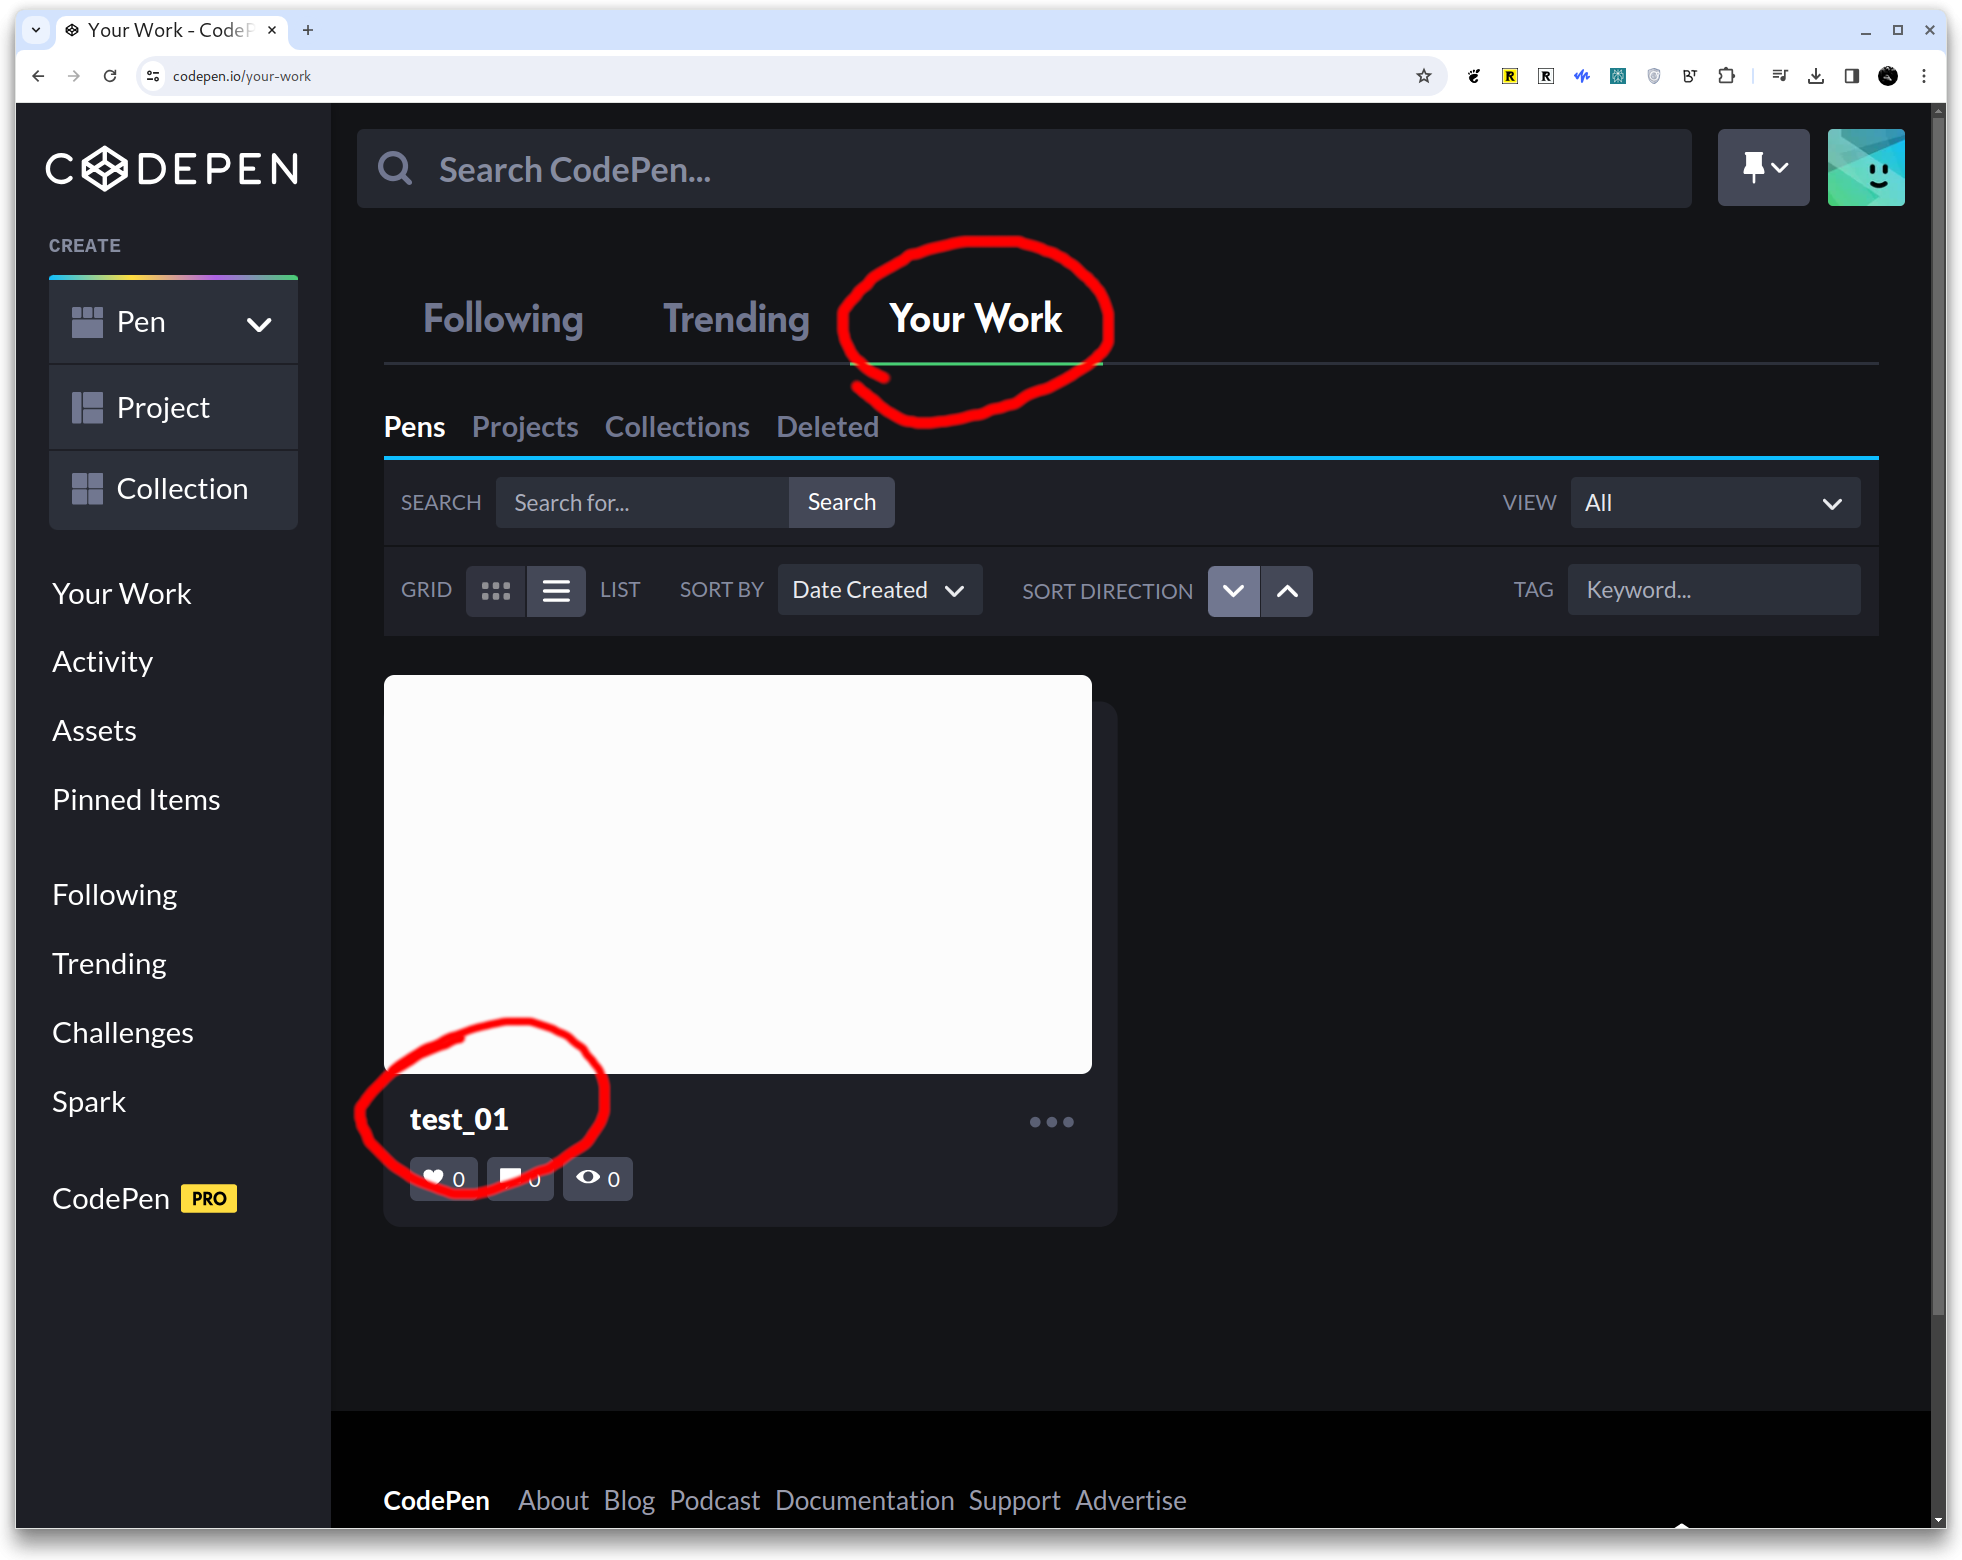 Your Work - CodeP
codepen.io/your-work
CODEPEN
Search CodePen...
CREATE
Pen
Project
Collection
Your Work
Activity
Assets
Pinned Items
Following
Trending
Challenges
Spark
CodePen PRO
Following Trending Your Work
Pens Projects Collections Deleted
SEARCH Search for... Search VIEW All
GRID LIST SORT BY Date Created SORT DIRECTION TAG Keyword...
test_01
0 0 0
CodePen About Blog Podcast Documentation Support Advertise